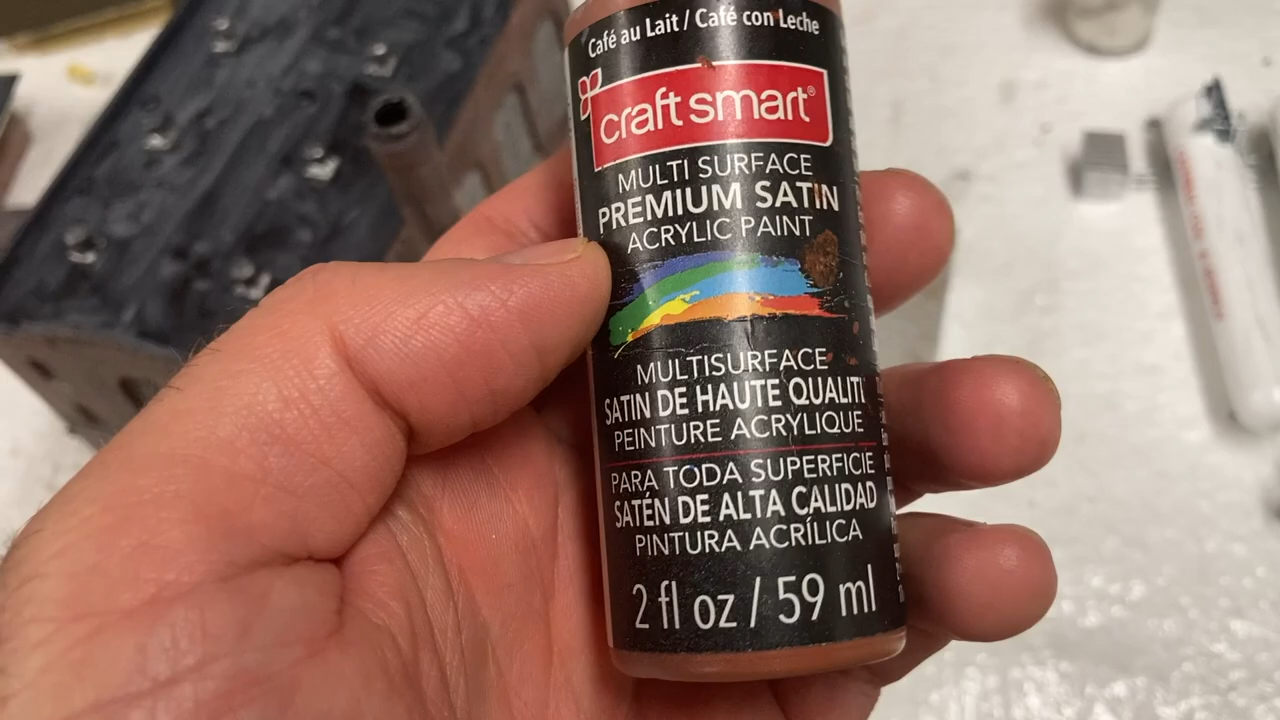 Café au Lait / Café con Leche
craft smart®
MULTI SURFACE
PREMIUM SATIN
ACRYLIC PAINT
MULTISURFACE
SATIN DE HAUTE QUALITÉ
PEINTURE ACRYLIQUE
PARA TODA SUPERFICIE
SATÉN DE ALTA CALIDAD
PINTURA ACRÍLICA
2 fl oz / 59 ml